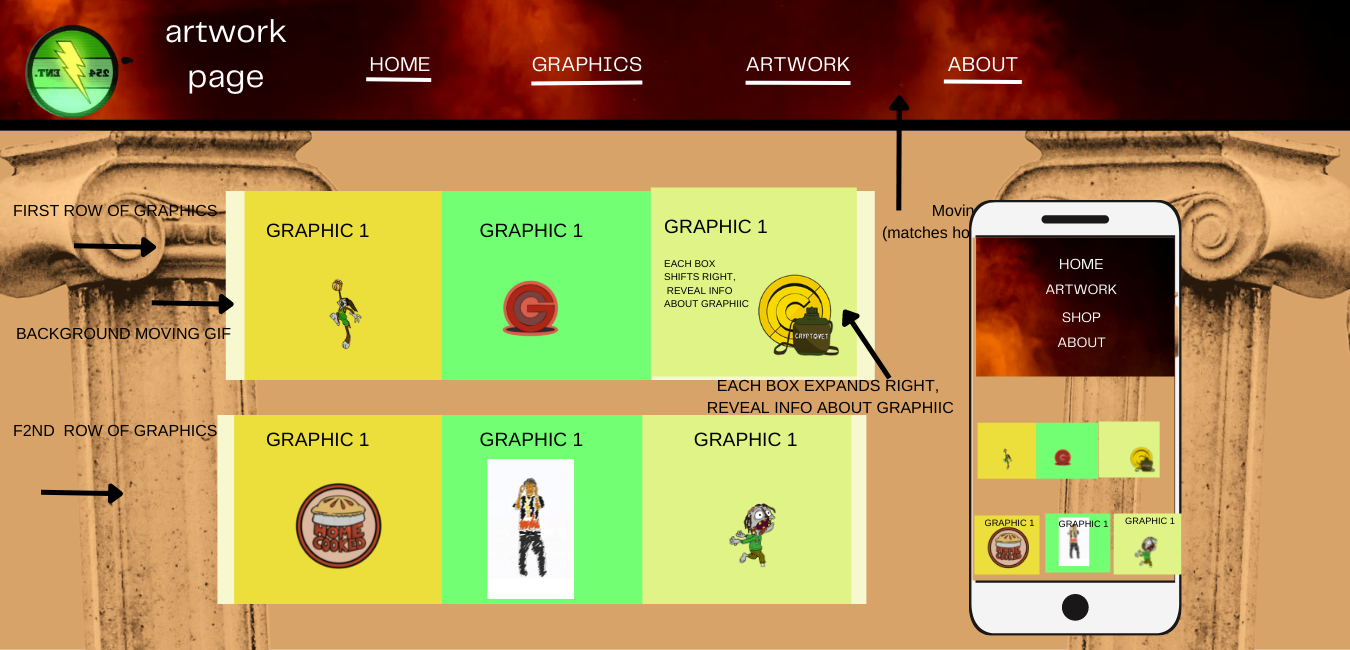 artwork
page
HOME
GRAPHICS
ARTWORK
ABOUT
254
ENT.
FIRST ROW OF GRAPHICS
BACKGROUND MOVING GIF
GRAPHIC 1
GRAPHIC 1
G
GRAPHIC 1
EACH BOX
SHIFTS RIGHT,
REVEAL INFO
ABOUT GRAPHIIC
CRYPTOVET
(matches ho
EACH BOX EXPANDS RIGHT,
REVEAL INFO ABOUT GRAPHIIC
F2ND ROW OF GRAPHICS
GRAPHIC 1
HOME
COOKED
GRAPHIC 1
GRAPHIC 1
HOME
ARTWORK
SHOP
ABOUT
GRAPHIC 1
HOME
COOKED
GRAPHIC 1
GRAPHIC 1